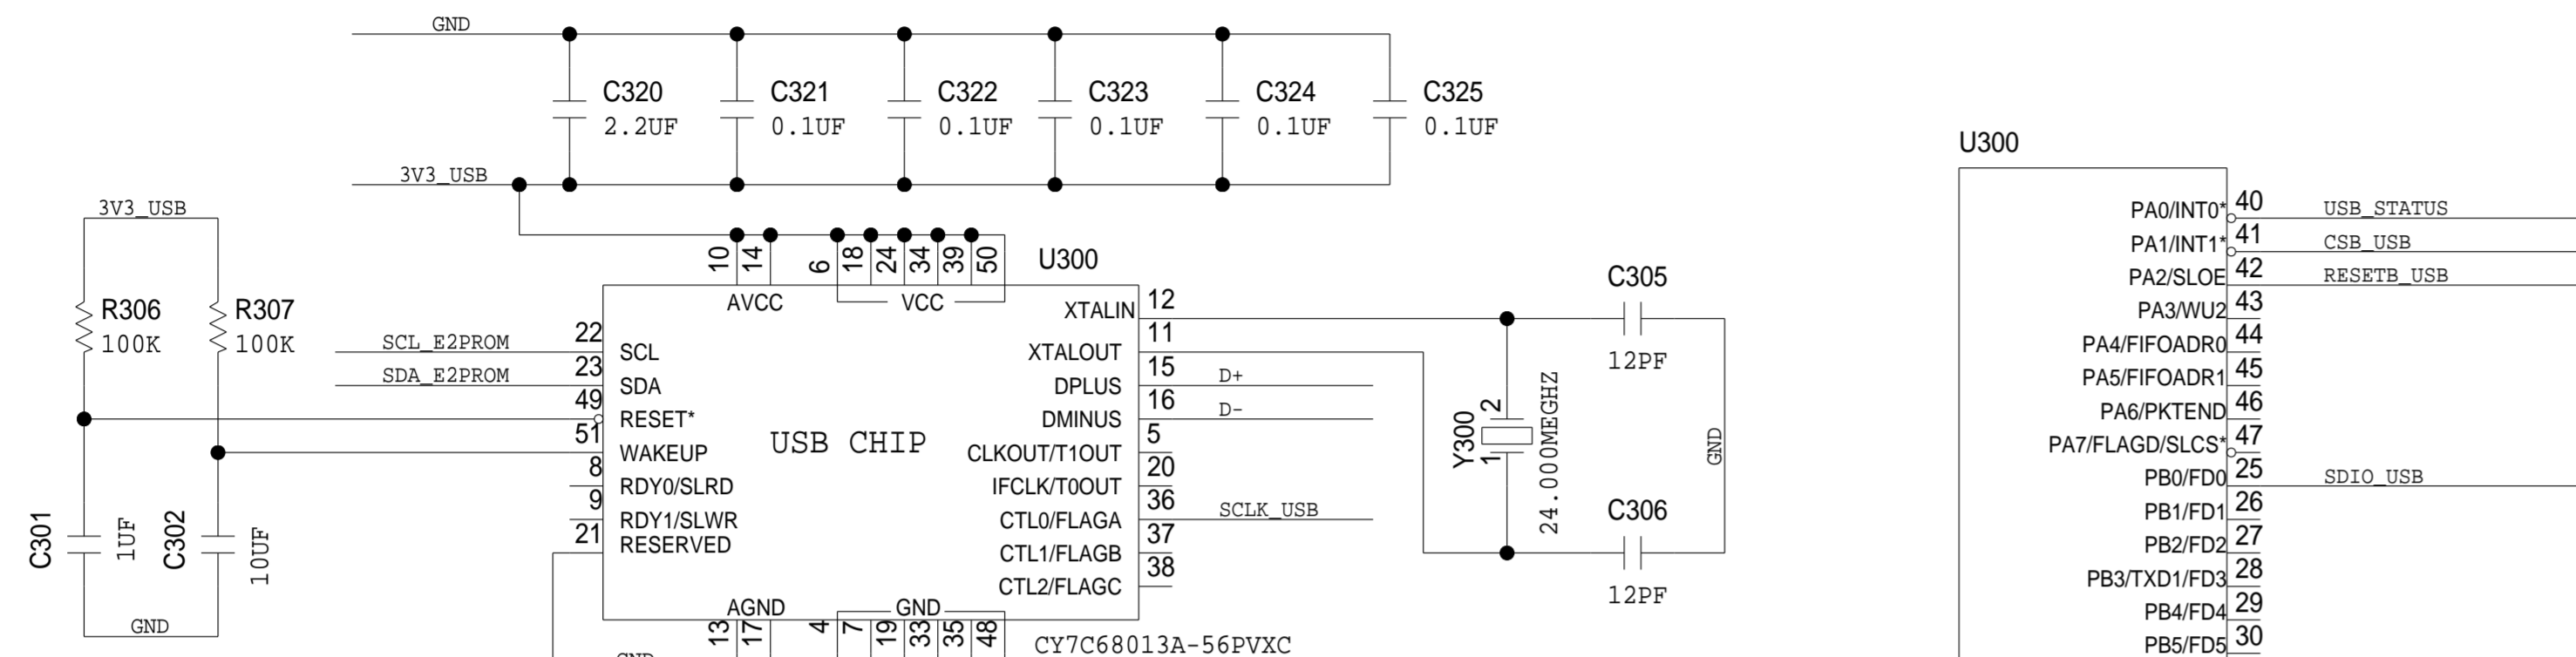 GND
C320
2.2UF
C321
0.1UF
C322
0.1UF
C323
0.1UF
C324
0.1UF
C325
0.1UF
3V3_USB
3V3_USB
R306
100K
R307
100K
C301
1UF
C302
10UF
GND
SCL_E2PROM
SDA_E2PROM
10
14
6
18
24
34
39
50
U300
AVCC
VCC
22
SCL
23
SDA
49
RESET*
51
WAKEUP
8
RDY0/SLRD
9
RDY1/SLWR
21
RESERVED
USB CHIP
XTALIN
12
XTALOUT
11
DPLUS
15
D+
DMINUS
16
D-
CLKOUT/T1OUT
5
IFCLK/T0OUT
20
CTL0/FLAGA
36
SCLK_USB
CTL1/FLAGB
37
CTL2/FLAGC
38
AGND
GND
13
17
4
7
19
33
35
48
CY7C68013A-56PVXC
GND
C305
12PF
Y300
1
2
24.000MEGHZ
GND
C306
12PF
U300
PA0/INT0*
40
USB_STATUS
PA1/INT1*
41
CSB_USB
PA2/SLOE
42
RESETB_USB
PA3/WU2
43
PA4/FIFOADR0
44
PA5/FIFOADR1
45
PA6/PKTEND
46
PA7/FLAGD/SLCS*
47
PB0/FD0
25
SDIO_USB
PB1/FD1
26
PB2/FD2
27
PB3/TXD1/FD3
28
PB4/FD4
29
PB5/FD5
30